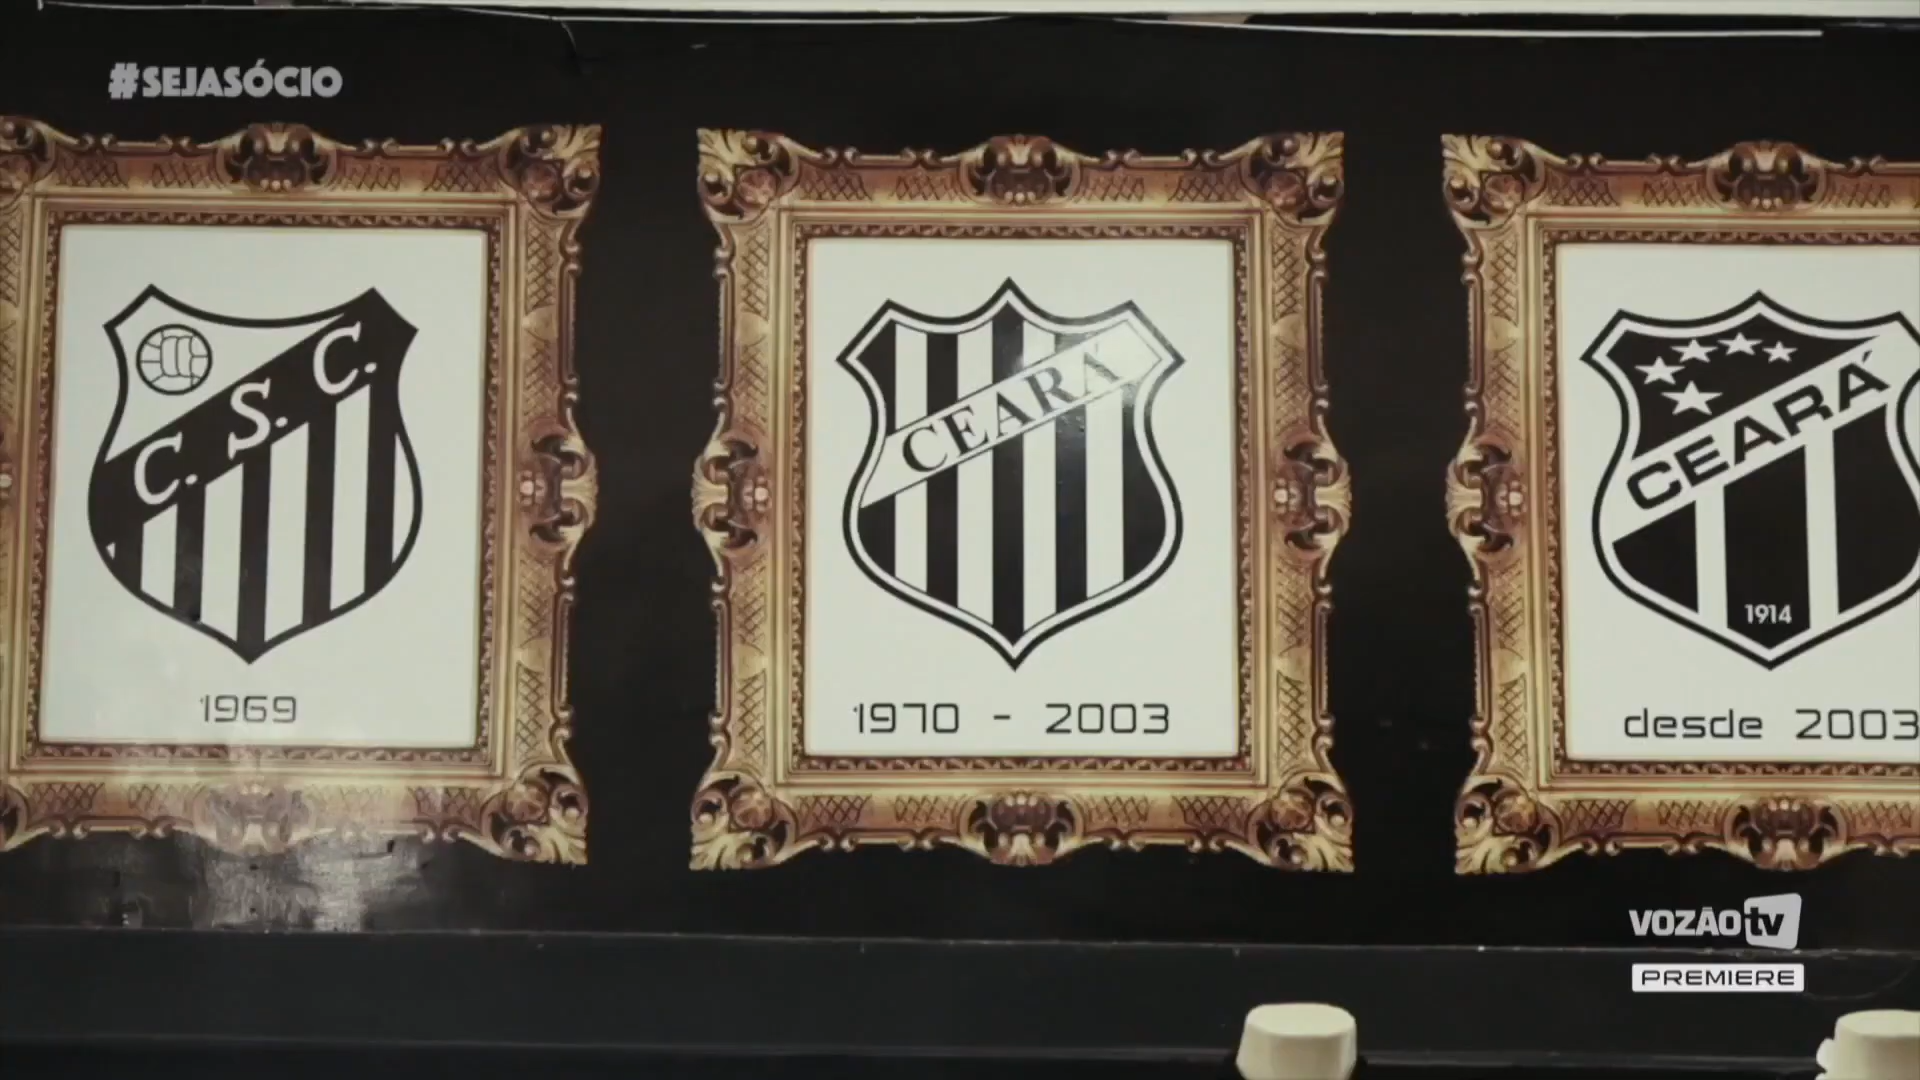 #SEJASÓCIO
C. S. C.
1969
CEARÁ
1970 - 2003
CEARÁ
1914
desde 2003
VOZÃO tv
PREMIERE